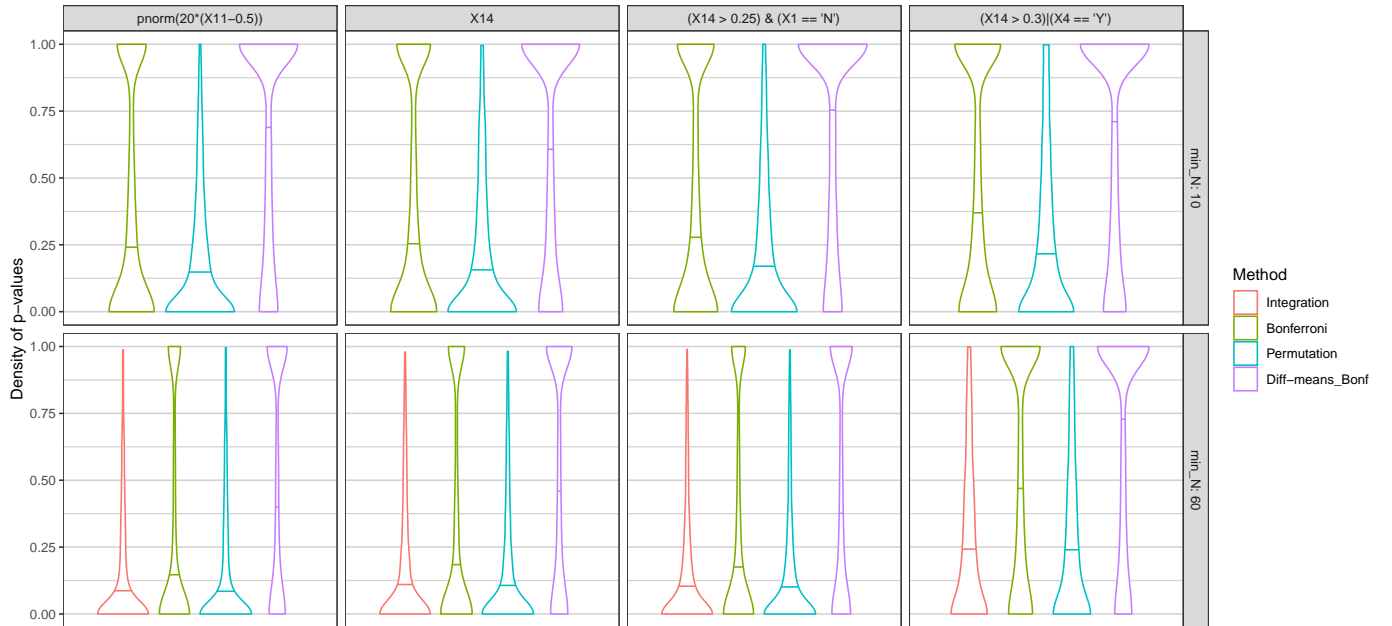 pnorm(20*(X11−0.5))
X14
(X14 > 0.25) & (X1 == 'N')
(X14 > 0.3)|(X4 == 'Y')
Density of p−values
1.00
0.75
0.50
0.25
0.00
min_N: 10
1.00
0.75
0.50
0.25
0.00
min_N: 60
Method
Integration
Bonferroni
Permutation
Diff−means_Bonf